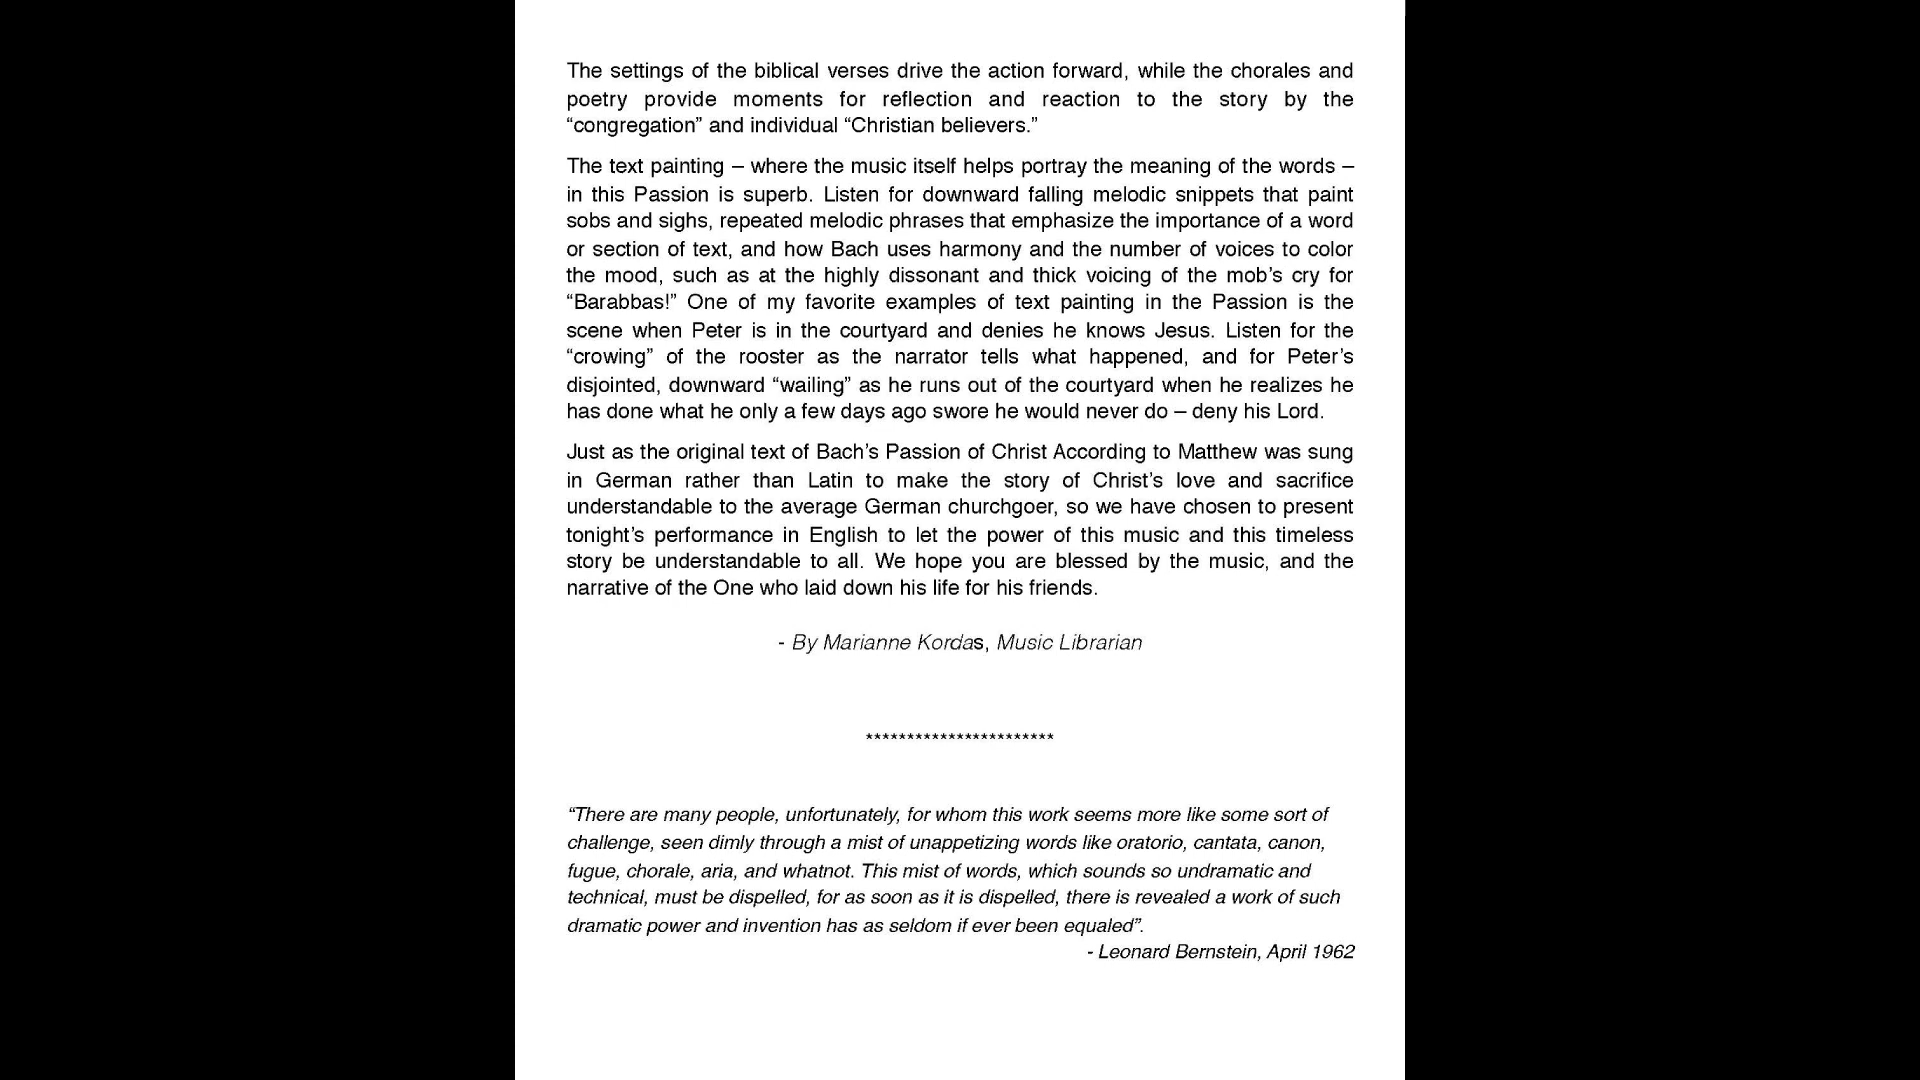 The settings of the biblical verses drive the action forward, while the chorales and
poetry provide moments for reflection and reaction to the story by the
“congregation” and individual “Christian believers.”
The text painting – where the music itself helps portray the meaning of the words –
in this Passion is superb. Listen for downward falling melodic snippets that paint
sobs and sighs, repeated melodic phrases that emphasize the importance of a word
or section of text, and how Bach uses harmony and the number of voices to color
the mood, such as at the highly dissonant and thick voicing of the mob’s cry for
“Barabbas!” One of my favorite examples of text painting in the Passion is the
scene when Peter is in the courtyard and denies he knows Jesus. Listen for the
“crowing” of the rooster as the narrator tells what happened, and for Peter’s
disjointed, downward “wailing” as he runs out of the courtyard when he realizes he
has done what he only a few days ago swore he would never do – deny his Lord.
Just as the original text of Bach’s Passion of Christ According to Matthew was sung
in German rather than Latin to make the story of Christ’s love and sacrifice
understandable to the average German churchgoer, so we have chosen to present
tonight’s performance in English to let the power of this music and this timeless
story be understandable to all. We hope you are blessed by the music, and the
narrative of the One who laid down his life for his friends.
- By Marianne Kordas, Music Librarian
***********************
“There are many people, unfortunately, for whom this work seems more like some sort of
challenge, seen dimly through a mist of unappetizing words like oratorio, cantata, canon,
fugue, chorale, aria, and whatnot. This mist of words, which sounds so undramatic and
technical, must be dispelled, for as soon as it is dispelled, there is revealed a work of such
dramatic power and invention has as seldom if ever been equaled”.
- Leonard Bernstein, April 1962